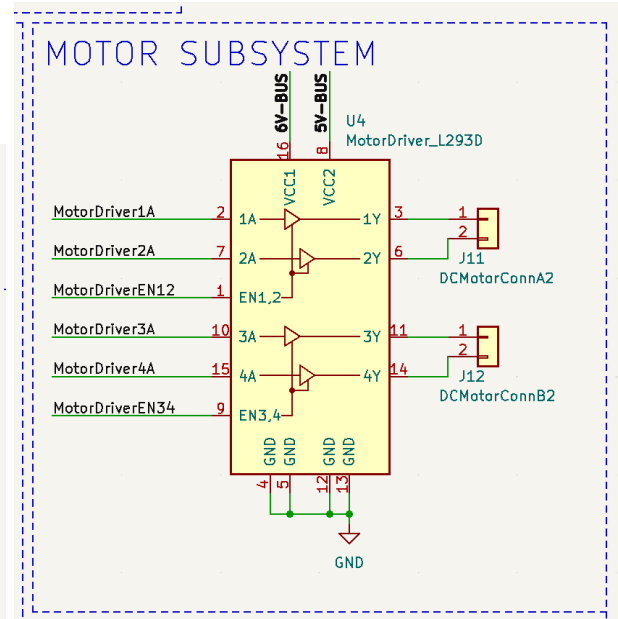 MOTOR SUBSYSTEM
6V-BUS
5V-BUS
U4
MotorDriver_L293D
16
8
VCC1
VCC2
MotorDriver1A
2
1A
1Y
3
1
2
MotorDriver2A
7
2A
2Y
6
J11
DCMotorConnA2
MotorDriverEN12
1
EN1,2
MotorDriver3A
10
3A
3Y
11
1
2
MotorDriver4A
15
4A
4Y
14
J12
DCMotorConnB2
MotorDriverEN34
9
EN3,4
GND
GND
GND
GND
4
5
12
13
GND